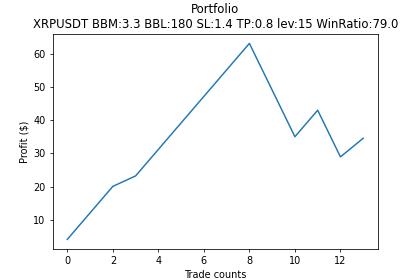 Portfolio
XRPUSDT BBM:3.3 BBL:180 SL:1.4 TP:0.8 lev:15 WinRatio:79.0
60
50
40
30
20
10
Profit ($)
0 2 4 6 8 10 12
Trade counts